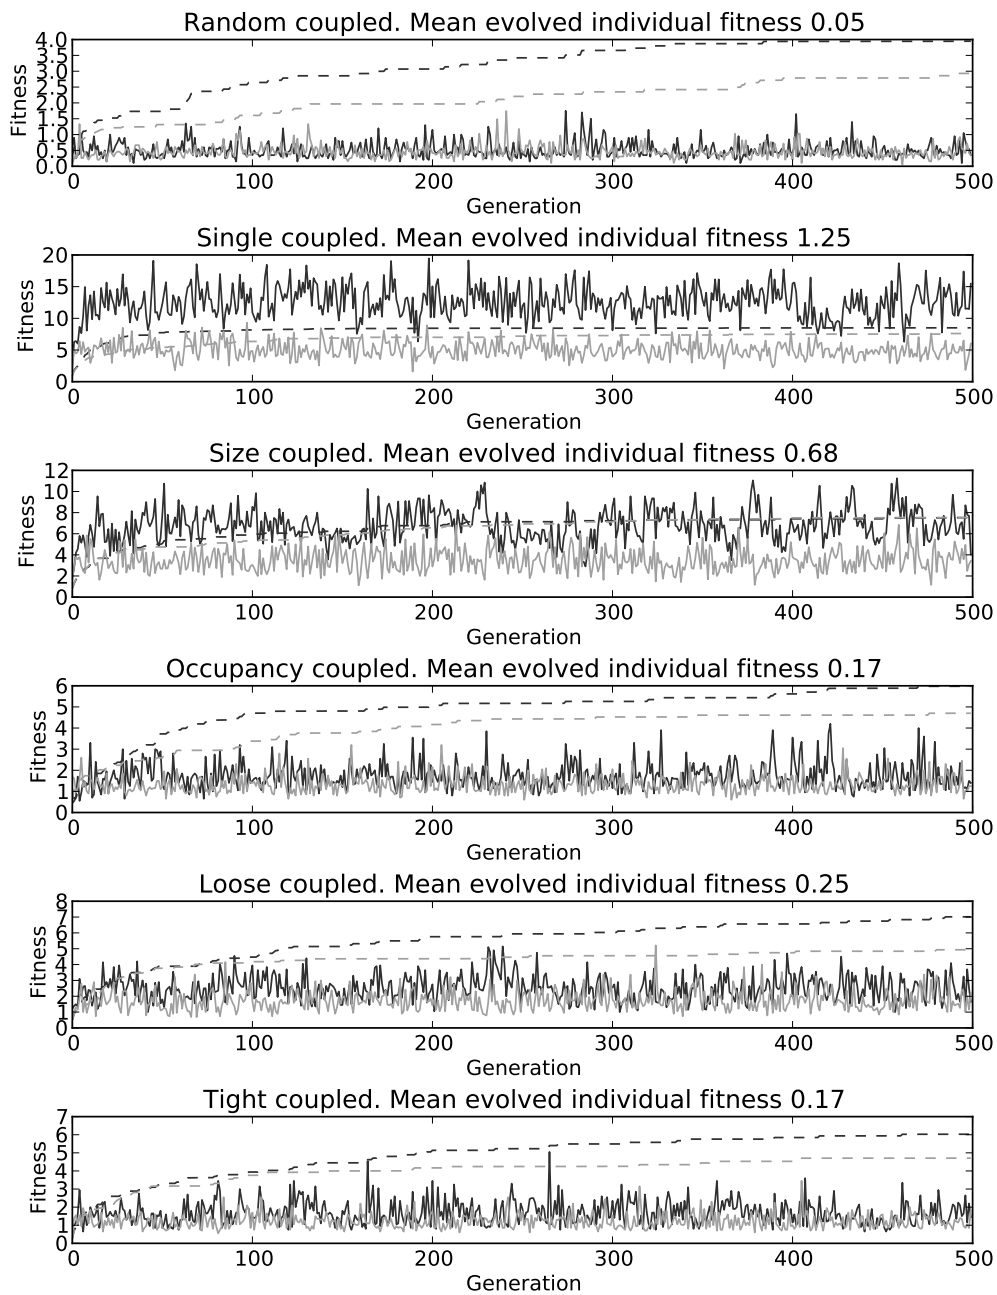 Random coupled. Mean evolved individual fitness 0.05
Fitness
4.0
3.5
3.0
2.5
2.0
1.5
1.0
0.5
0.0
0 100 200 300 400 500
Generation
Single coupled. Mean evolved individual fitness 1.25
Fitness
20
15
10
5
0
0 100 200 300 400 500
Generation
Size coupled. Mean evolved individual fitness 0.68
Fitness
12
10
8
6
4
2
0
0 100 200 300 400 500
Generation
Occupancy coupled. Mean evolved individual fitness 0.17
Fitness
6
5
4
3
2
1
0
0 100 200 300 400 500
Generation
Loose coupled. Mean evolved individual fitness 0.25
Fitness
8
7
6
5
4
3
2
1
0
0 100 200 300 400 500
Generation
Tight coupled. Mean evolved individual fitness 0.17
Fitness
7
6
5
4
3
2
1
0
0 100 200 300 400 500
Generation